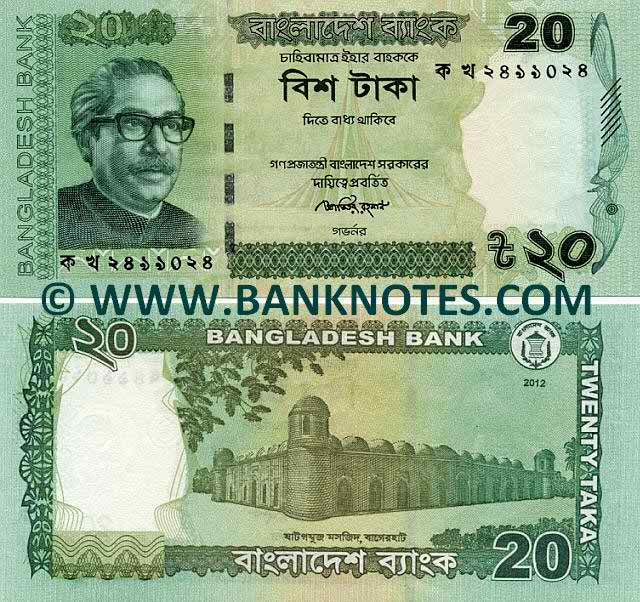 ২০
বাংলাদেশ ব্যাংক
20
BANGLADESH BANK
চাহিবামাত্র ইহার বাহককে
বিশ টাকা
ক খ ২৪১১০২৪
দিতে বাধ্য থাকিবে
গণপ্রজাতন্ত্রী বাংলাদেশ সরকারের
দায়িত্বে প্রবর্তিত
গভর্নর
ক খ ২৪১১০২৪
৳২০
© WWW.BANKNOTES.COM
২০
BANGLADESH BANK
বাংলাদেশ ব্যাংক
2012
TWENTY TAKA
ষাটগম্বুজ মসজিদ, বাগেরহাট
বাংলাদেশ ব্যাংক
20